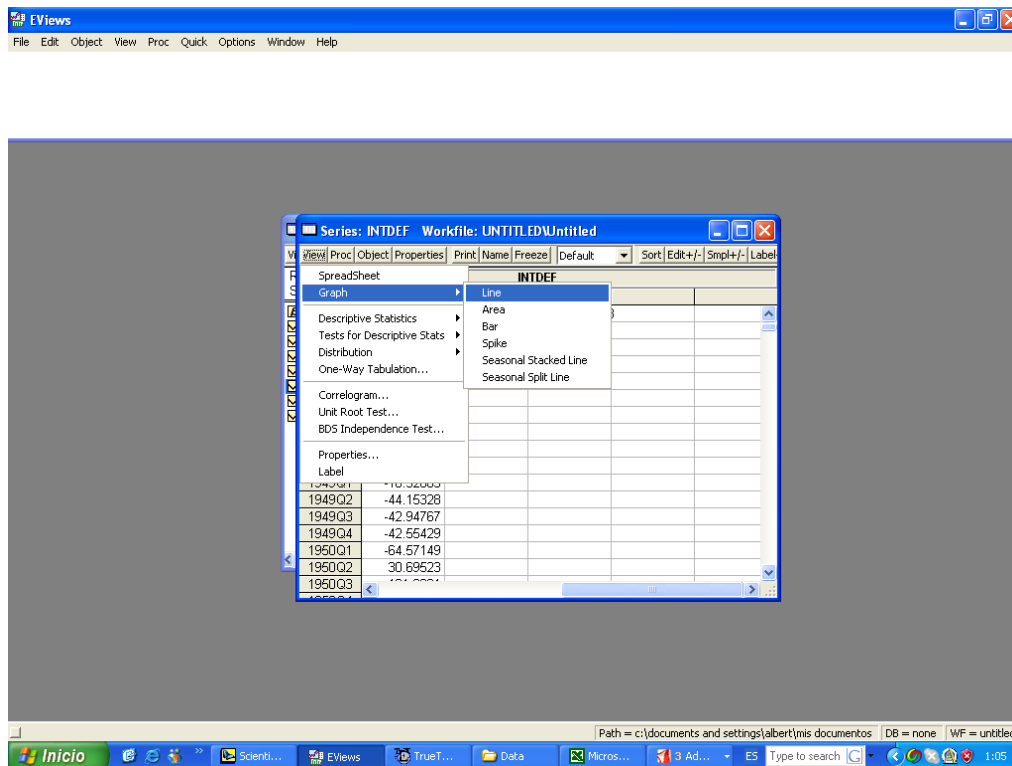 EViews
File Edit Object View Proc Quick Options Window Help
Series: INTDEF Workfile: UNTITLED\Untitled
View Proc Object Properties Print Name Freeze Default Sort Edit+/- Smpl+/- Label
INTDEF
SpreadSheet
Graph
Descriptive Statistics
Tests for Descriptive Stats
Distribution
One-Way Tabulation...
Correlogram...
Unit Root Test...
BDS Independence Test...
Properties...
Label
Line
Area
Bar
Spike
Seasonal Stacked Line
Seasonal Split Line
1949Q2 -44.15328
1949Q3 -42.94767
1949Q4 -42.55429
1950Q1 -64.57149
1950Q2 30.69523
1950Q3
Path = c:\documents and settings\albert\mis documentos DB = none WF = untitled
Inicio Scienti... EViews TrueT... Data Micros... 3 Ad... ES Type to search G 1:05